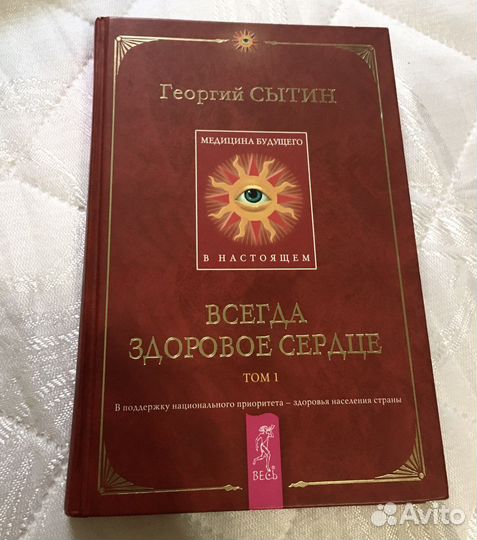 Георгий СЫТИН
МЕДИЦИНА БУДУЩЕГО
В НАСТОЯЩЕМ
ВСЕГДА
ЗДОРОВОЕ СЕРДЦЕ
ТОМ 1
В поддержку национального приоритета – здоровья населения страны
ВЕСЬ®
Avito